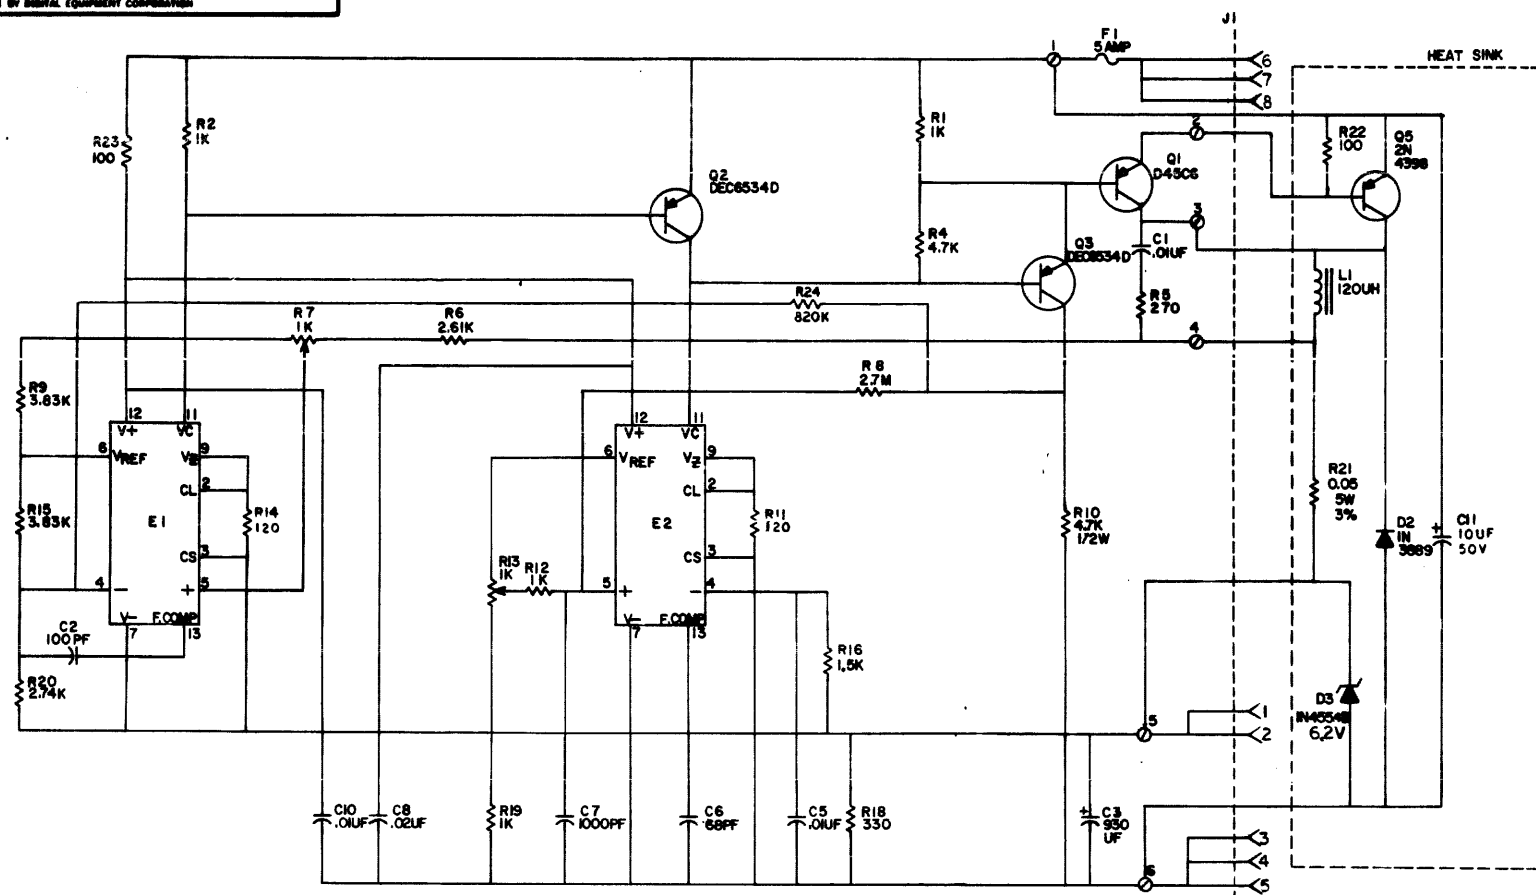 BY DIGITAL EQUIPMENT CORPORATION
J1
F1
5 AMP
1
6
7
8
HEAT SINK
R23
100
R2
1K
R1
1K
2
R22
100
Q5
2N
4398
Q2
DEC6534D
Q1
D45C6
3
R4
4.7K
Q3
DEC6534D
C1
.01UF
R24
820K
R5
270
L1
120UH
R7
1K
R6
2.61K
4
R8
2.7M
R9
3.83K
12
11
V+
VC
6
VREF
VZ
9
CL
2
R15
3.83K
E1
R14
120
CS
3
4
−
+
5
V−
F.COMP
7
13
C2
100PF
R20
2.74K
12
11
V+
VC
6
VREF
VZ
9
CL
2
E2
R11
120
CS
3
R13
1K
R12
1K
5
+
−
4
V−
F.COMP
7
13
R16
1.5K
R10
4.7K
1/2W
R21
0.05
5W
3%
D2
IN
3889
+
C11
10UF
50V
D3
6.2V
5
1
2
C10
.01UF
C8
.02UF
R19
1K
C7
1000PF
C6
68PF
C5
.01UF
R18
330
+
C3
930
UF
6
3
4
5